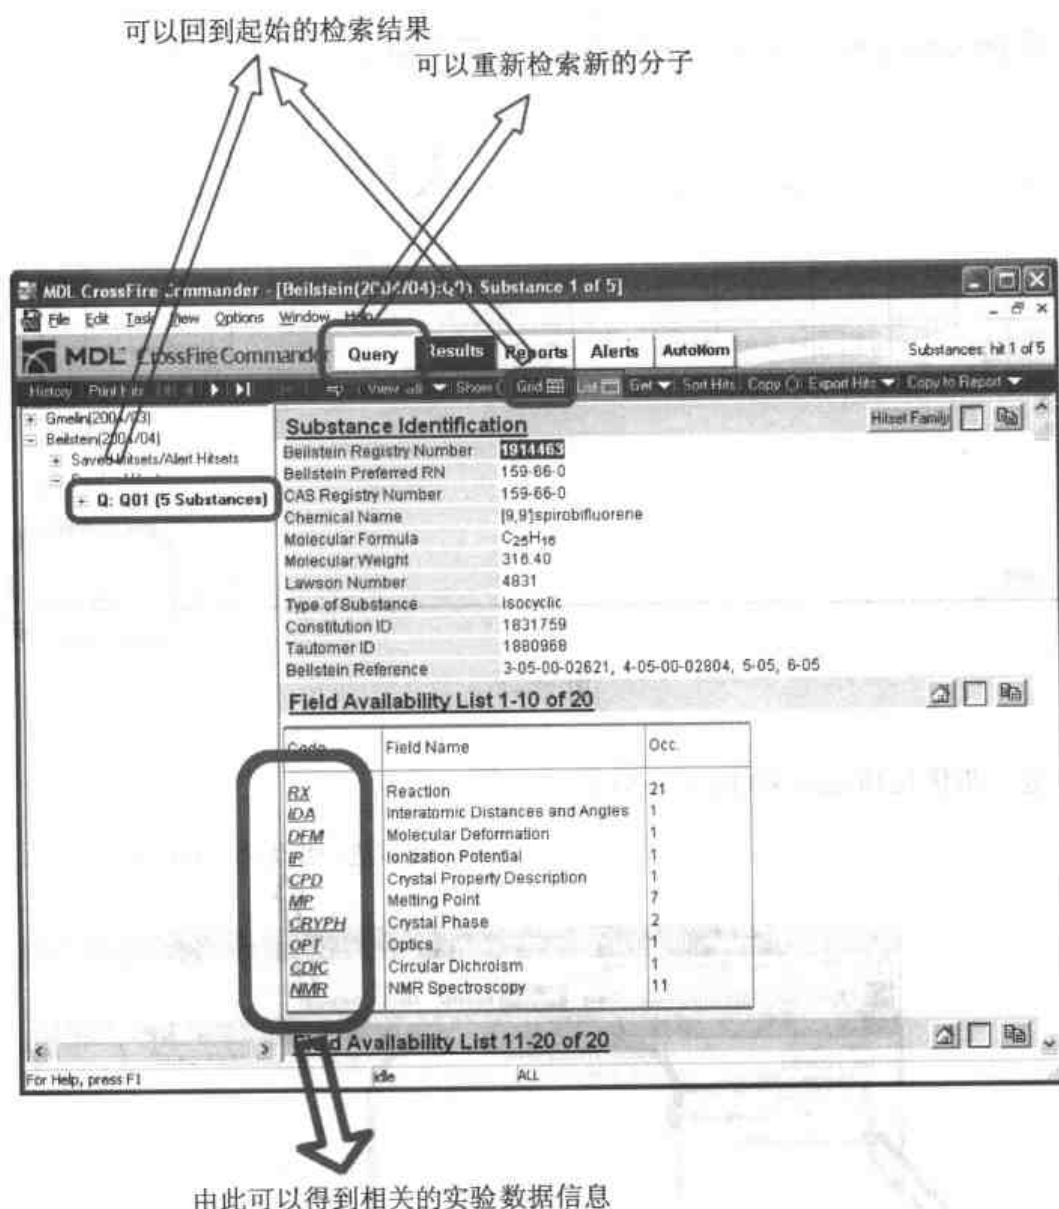 可以回到起始的检索结果
可以重新检索新的分子
MDL CrossFire Commander - [Beilstein(2004/04):Q01 Substance 1 of 5]
File Edit Task View Options Window Help
MDL CrossFire Commander Query Results Reports Alerts AutoNom Substances: hit 1 of 5
History View Grid List Sort Hits Copy Export Hits Copy to Report
Gmelin(2004/03)
Beilstein(2004/04)
Saved Hitsets/Alert Hitsets
Q: Q01 (5 Substances)
Substance Identification Hitset Family
Beilstein Registry Number 1914463
Beilstein Preferred RN 159-66-0
CAS Registry Number 159-66-0
Chemical Name [9,9']spirobifluorene
Molecular Formula C25H16
Molecular Weight 316.40
Lawson Number 4831
Type of Substance isocyclic
Constitution ID 1831759
Tautomer ID 1880968
Beilstein Reference 3-05-00-02621, 4-05-00-02804, 5-05, 6-05
Field Availability List 1-10 of 20
Code Field Name Occ.
RX Reaction 21
IDA Interatomic Distances and Angles 1
DFM Molecular Deformation 1
IP Ionization Potential 1
CPD Crystal Property Description 1
MP Melting Point 7
CRYPH Crystal Phase 2
OPT Optics 1
CDIC Circular Dichroism 1
NMR NMR Spectroscopy 11
Field Availability List 11-20 of 20
For Help, press F1 idle ALL
由此可以得到相关的实验数据信息